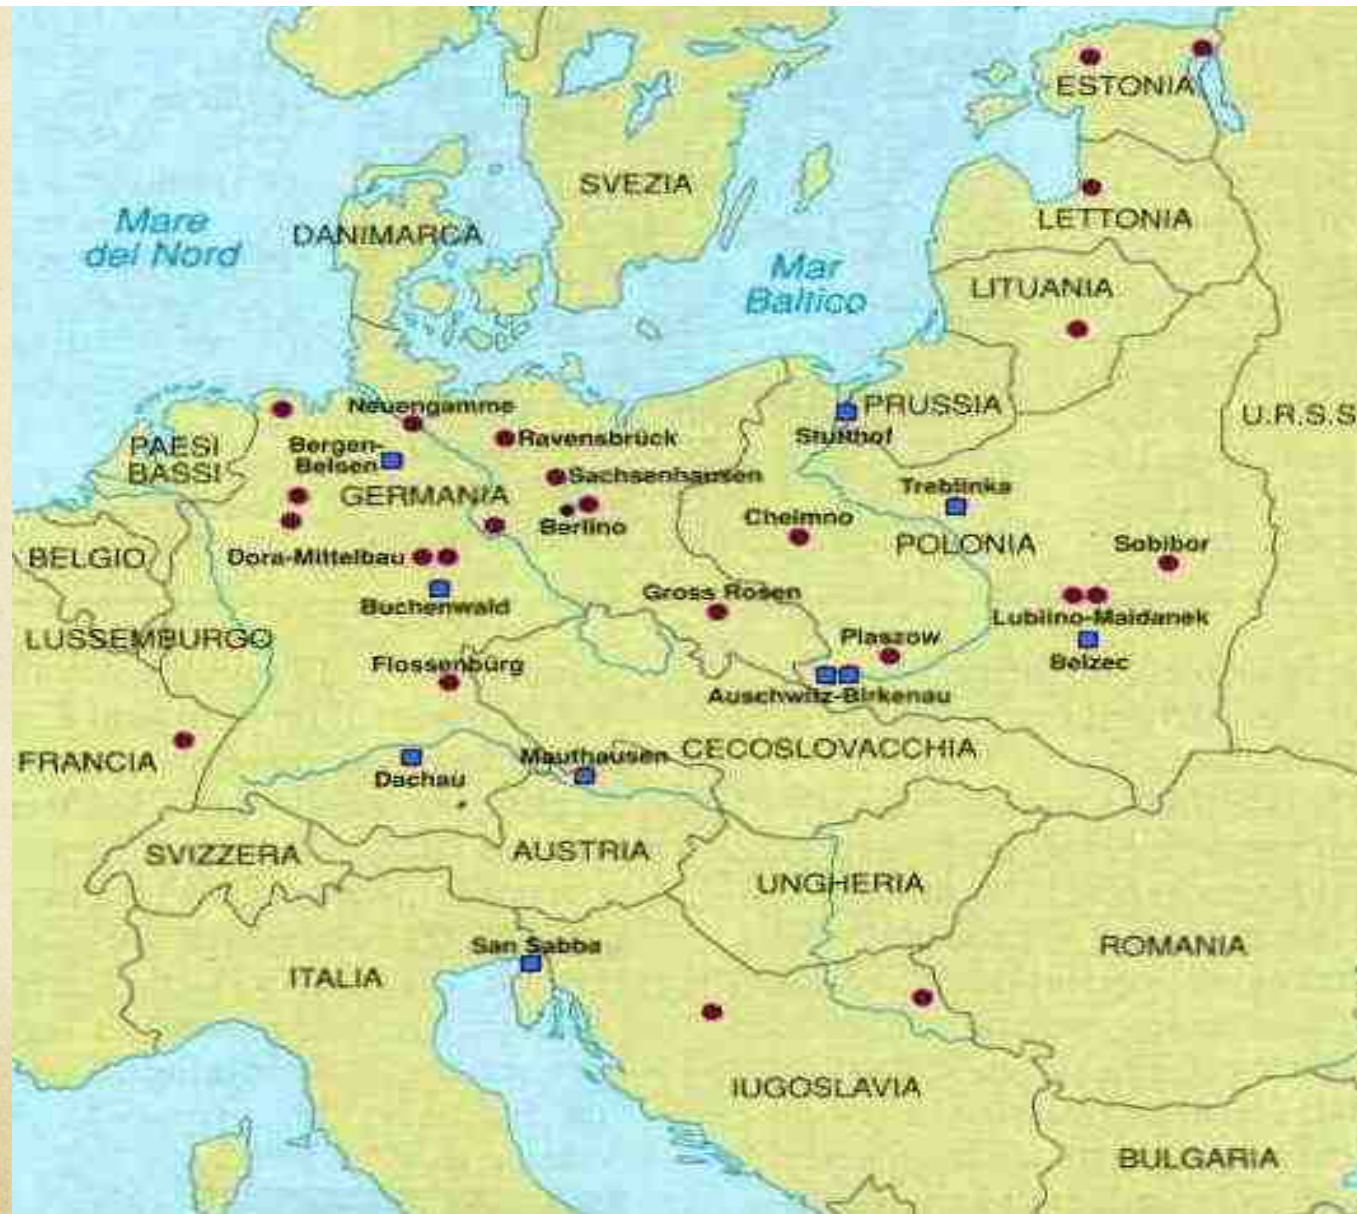 ESTONIA
SVEZIA
LETTONIA
Mare
del Nord
DANIMARCA
Mar
Baltico
LITUANIA
Neuengamme
PRUSSIA
U.R.S.S
PAESI
BASSI
Bergen-
Belsen
Ravensbrück
Stutthof
Sachsenhausen
GERMANIA
Treblinka
Berlino
Chelmno
POLONIA
Sobibor
BELGIO
Dora-Mittelbau
Buchenwald
Gross Rosen
Lublino-Maidanek
LUSSEMBURGO
Plaszow
Flossenbürg
Belzec
Auschwitz-Birkenau
FRANCIA
Mauthausen
CECOSLOVACCHIA
Dachau
SVIZZERA
AUSTRIA
UNGHERIA
San Sabba
ITALIA
ROMANIA
IUGOSLAVIA
BULGARIA